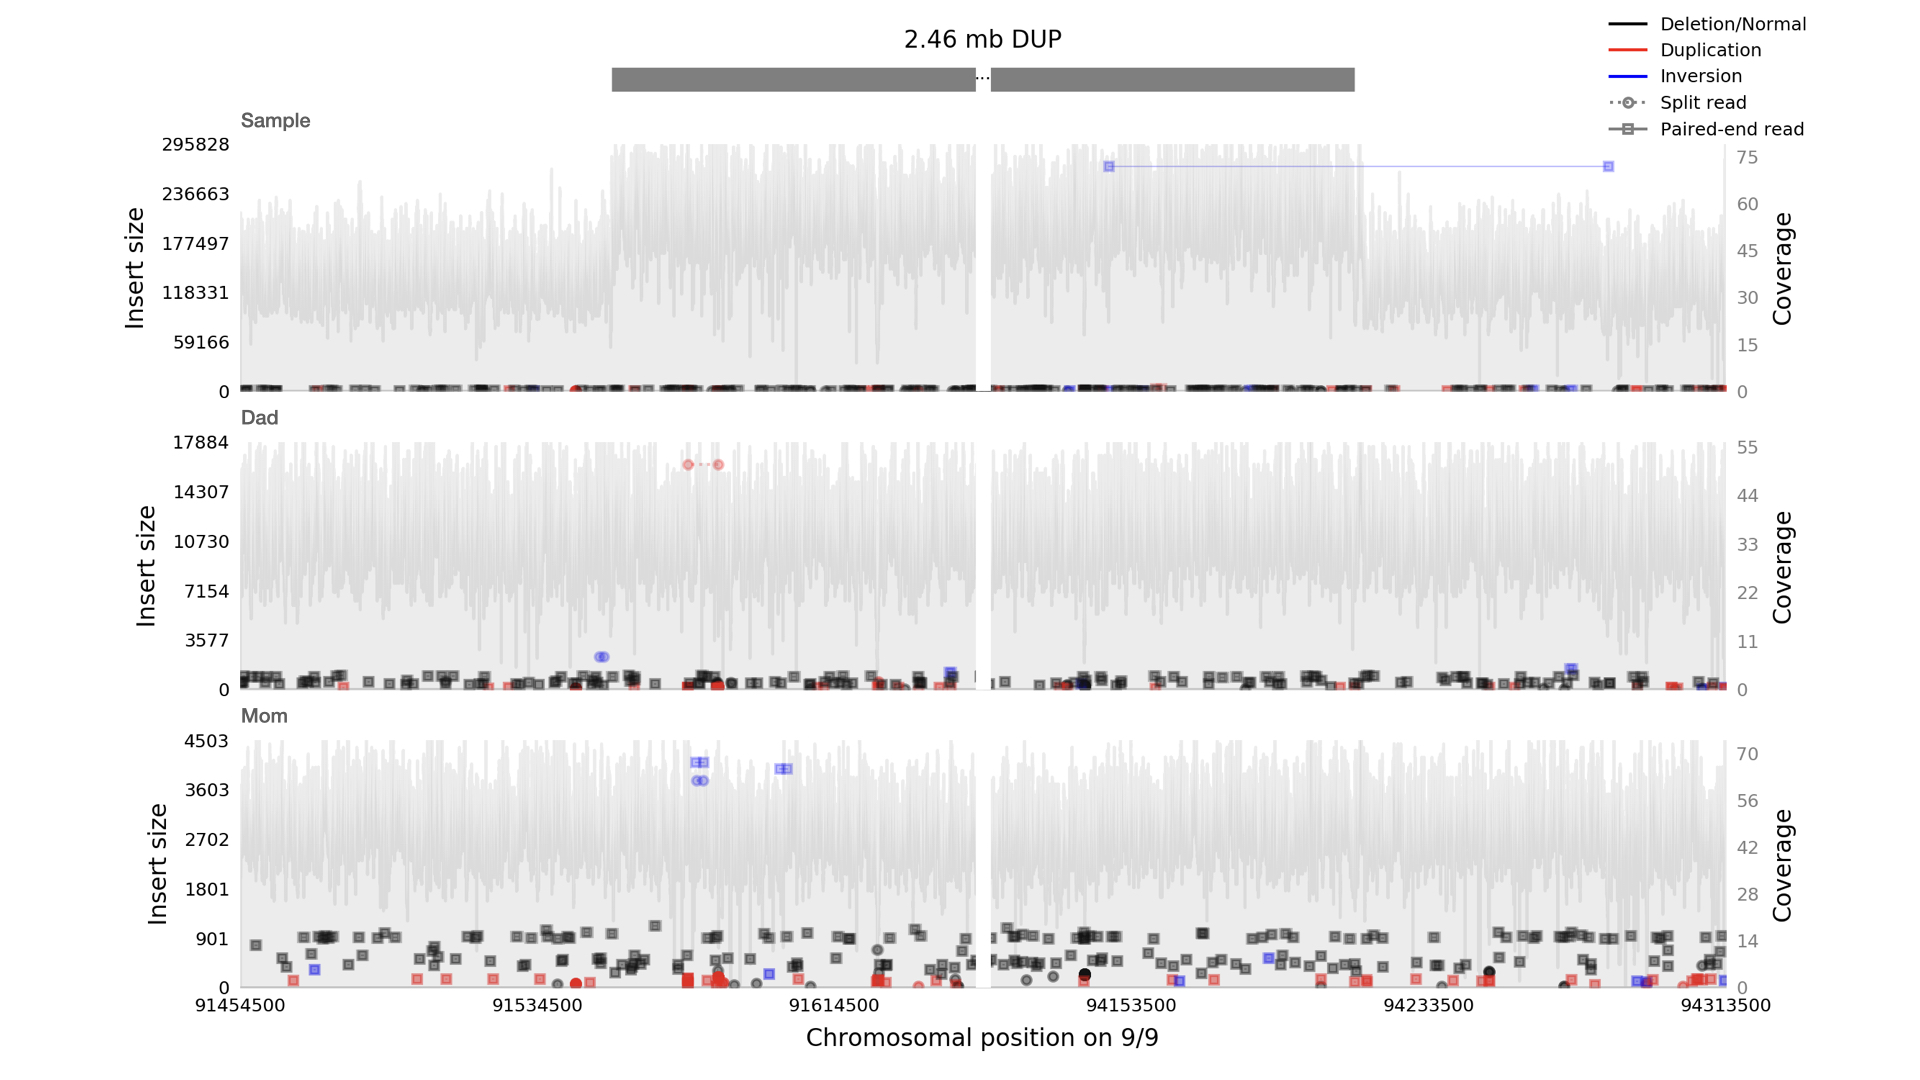 2.46 mb DUP
...
Deletion/Normal
Duplication
Inversion
Split read
Paired-end read
Sample
295828
236663
177497
118331
59166
0
Insert size
75
60
45
30
15
0
Coverage
Dad
17884
14307
10730
7154
3577
0
Insert size
55
44
33
22
11
0
Coverage
Mom
4503
3603
2702
1801
901
0
Insert size
70
56
42
28
14
0
Coverage
91454500 91534500 91614500 94153500 94233500 94313500
Chromosomal position on 9/9